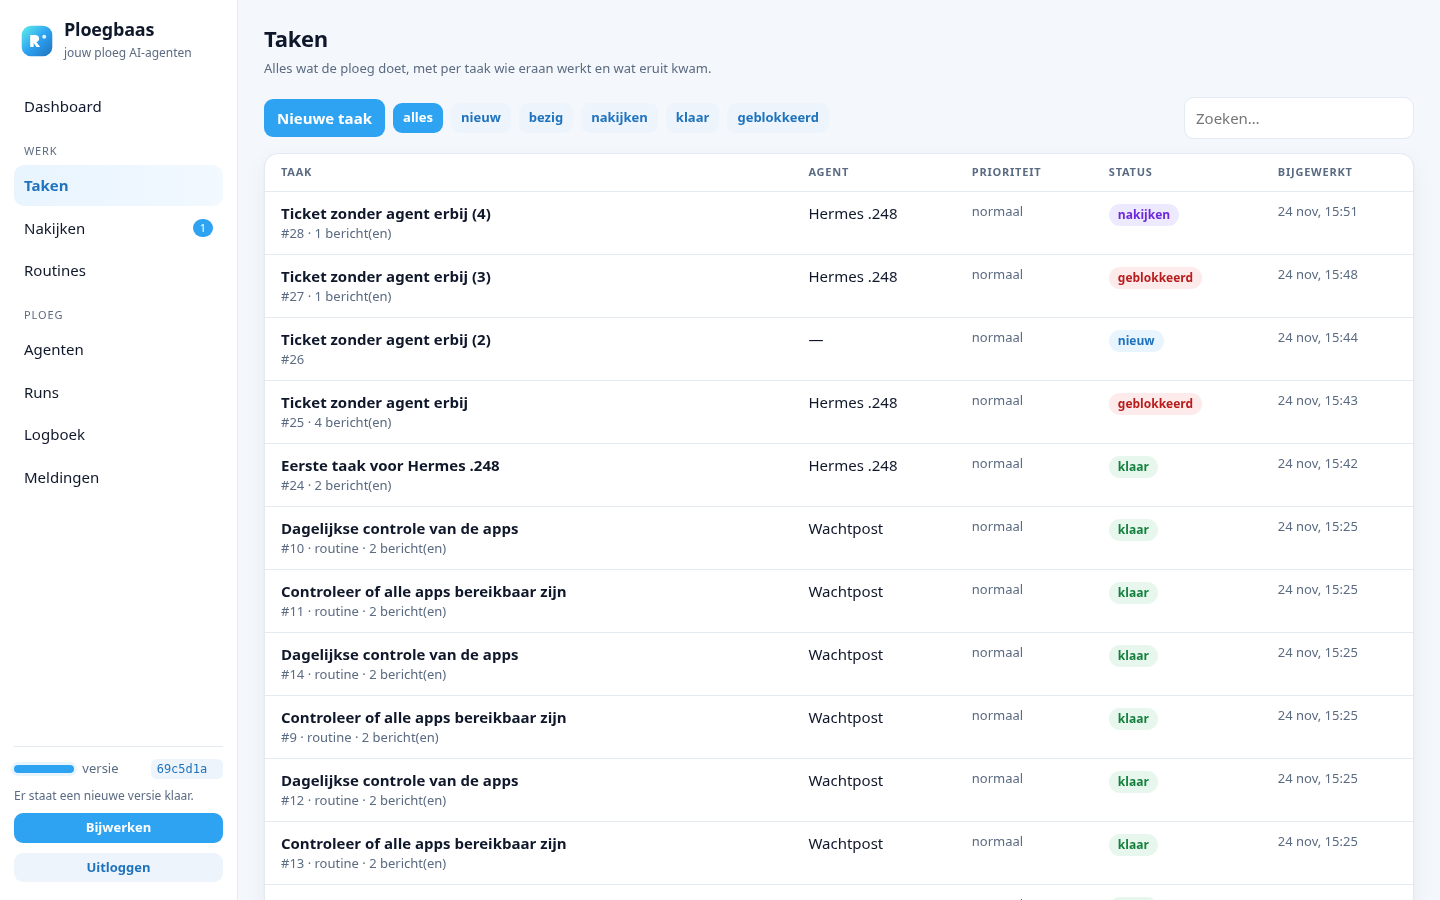 Ploegbaas
jouw ploeg AI-agenten
Dashboard
WERK
Taken
Nakijken 1
Routines
PLOEG
Agenten
Runs
Logboek
Meldingen
versie 69c5d1a
Er staat een nieuwe versie klaar.
Bijwerken
Uitloggen
Taken
Alles wat de ploeg doet, met per taak wie eraan werkt en wat eruit kwam.
Nieuwe taak alles nieuw bezig nakijken klaar geblokkeerd Zoeken...
TAAK AGENT PRIORITEIT STATUS BIJGEWERKT
Ticket zonder agent erbij (4) Hermes .248 normaal nakijken 24 nov, 15:51
#28 · 1 bericht(en)
Ticket zonder agent erbij (3) Hermes .248 normaal geblokkeerd 24 nov, 15:48
#27 · 1 bericht(en)
Ticket zonder agent erbij (2) — normaal nieuw 24 nov, 15:44
#26
Ticket zonder agent erbij Hermes .248 normaal geblokkeerd 24 nov, 15:43
#25 · 4 bericht(en)
Eerste taak voor Hermes .248 Hermes .248 normaal klaar 24 nov, 15:42
#24 · 2 bericht(en)
Dagelijkse controle van de apps Wachtpost normaal klaar 24 nov, 15:25
#10 · routine · 2 bericht(en)
Controleer of alle apps bereikbaar zijn Wachtpost normaal klaar 24 nov, 15:25
#11 · routine · 2 bericht(en)
Dagelijkse controle van de apps Wachtpost normaal klaar 24 nov, 15:25
#14 · routine · 2 bericht(en)
Controleer of alle apps bereikbaar zijn Wachtpost normaal klaar 24 nov, 15:25
#9 · routine · 2 bericht(en)
Dagelijkse controle van de apps Wachtpost normaal klaar 24 nov, 15:25
#12 · routine · 2 bericht(en)
Controleer of alle apps bereikbaar zijn Wachtpost normaal klaar 24 nov, 15:25
#13 · routine · 2 bericht(en)